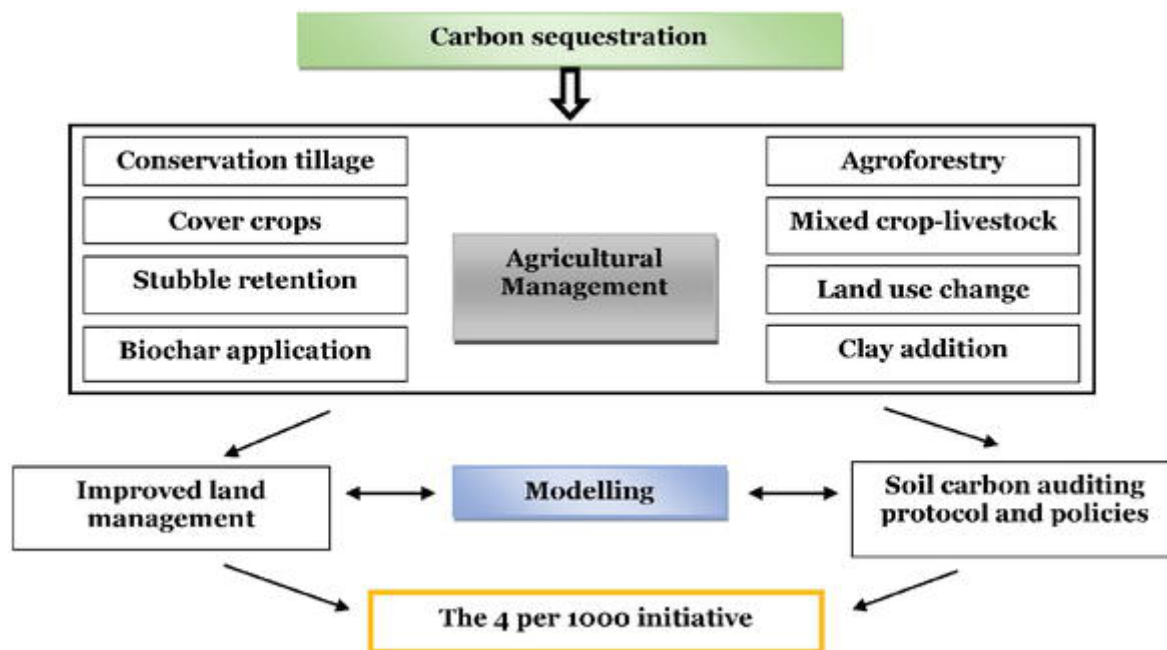 Carbon sequestration
Conservation tillage
Cover crops
Stubble retention
Biochar application
Agricultural
Management
Agroforestry
Mixed crop-livestock
Land use change
Clay addition
Improved land
management
Modelling
Soil carbon auditing
protocol and policies
The 4 per 1000 initiative